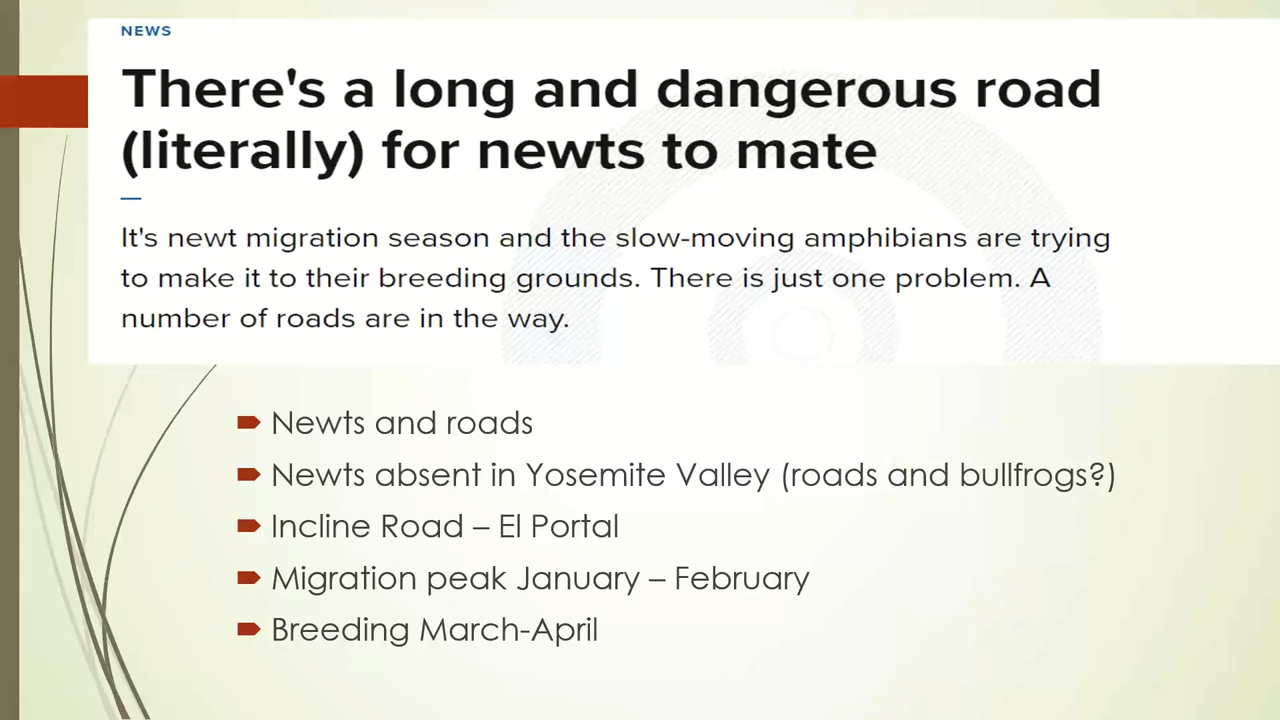 NEWS
There's a long and dangerous road
(literally) for newts to mate
It's newt migration season and the slow-moving amphibians are trying
to make it to their breeding grounds. There is just one problem. A
number of roads are in the way.
Newts and roads
Newts absent in Yosemite Valley (roads and bullfrogs?)
Incline Road – El Portal
Migration peak January – February
Breeding March-April